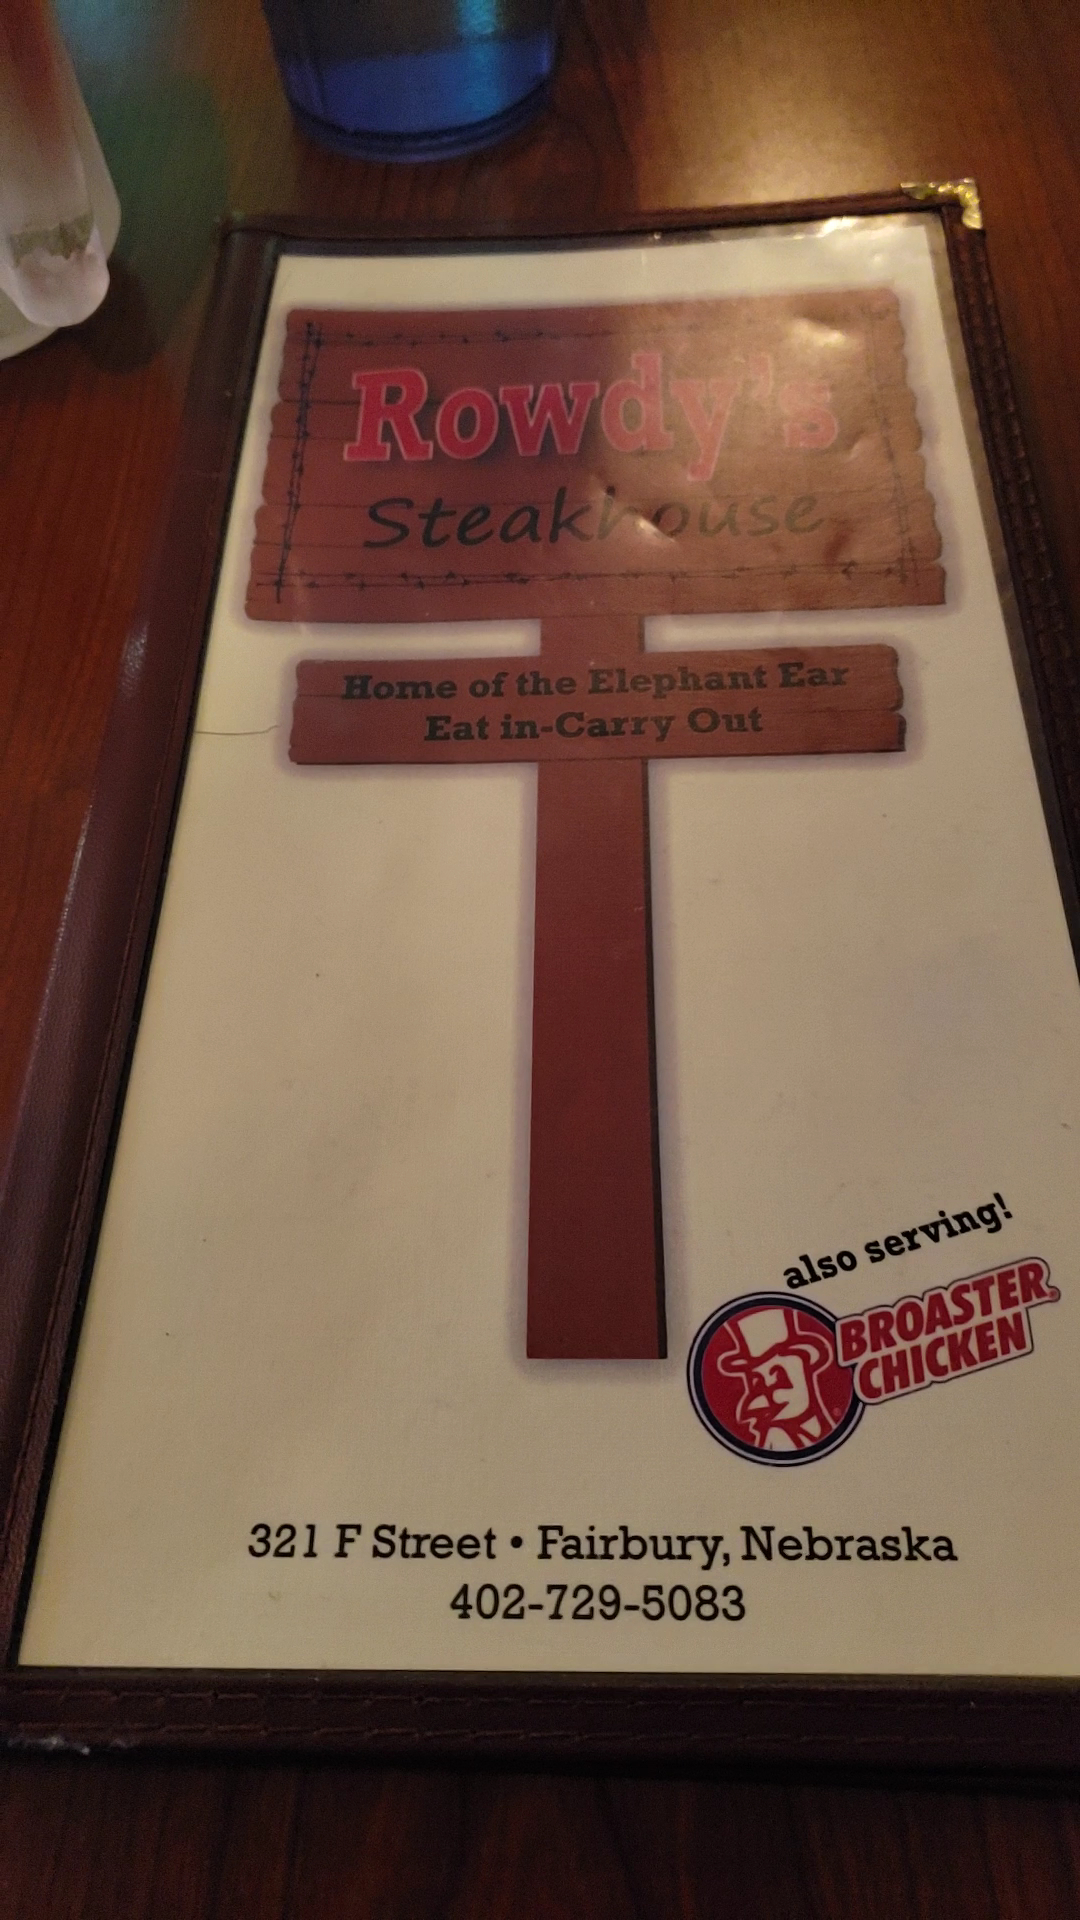 Rowdy's
Steakhouse
Home of the Elephant Ear
Eat in-Carry Out
also serving!
BROASTER®
CHICKEN
321 F Street • Fairbury, Nebraska
402-729-5083